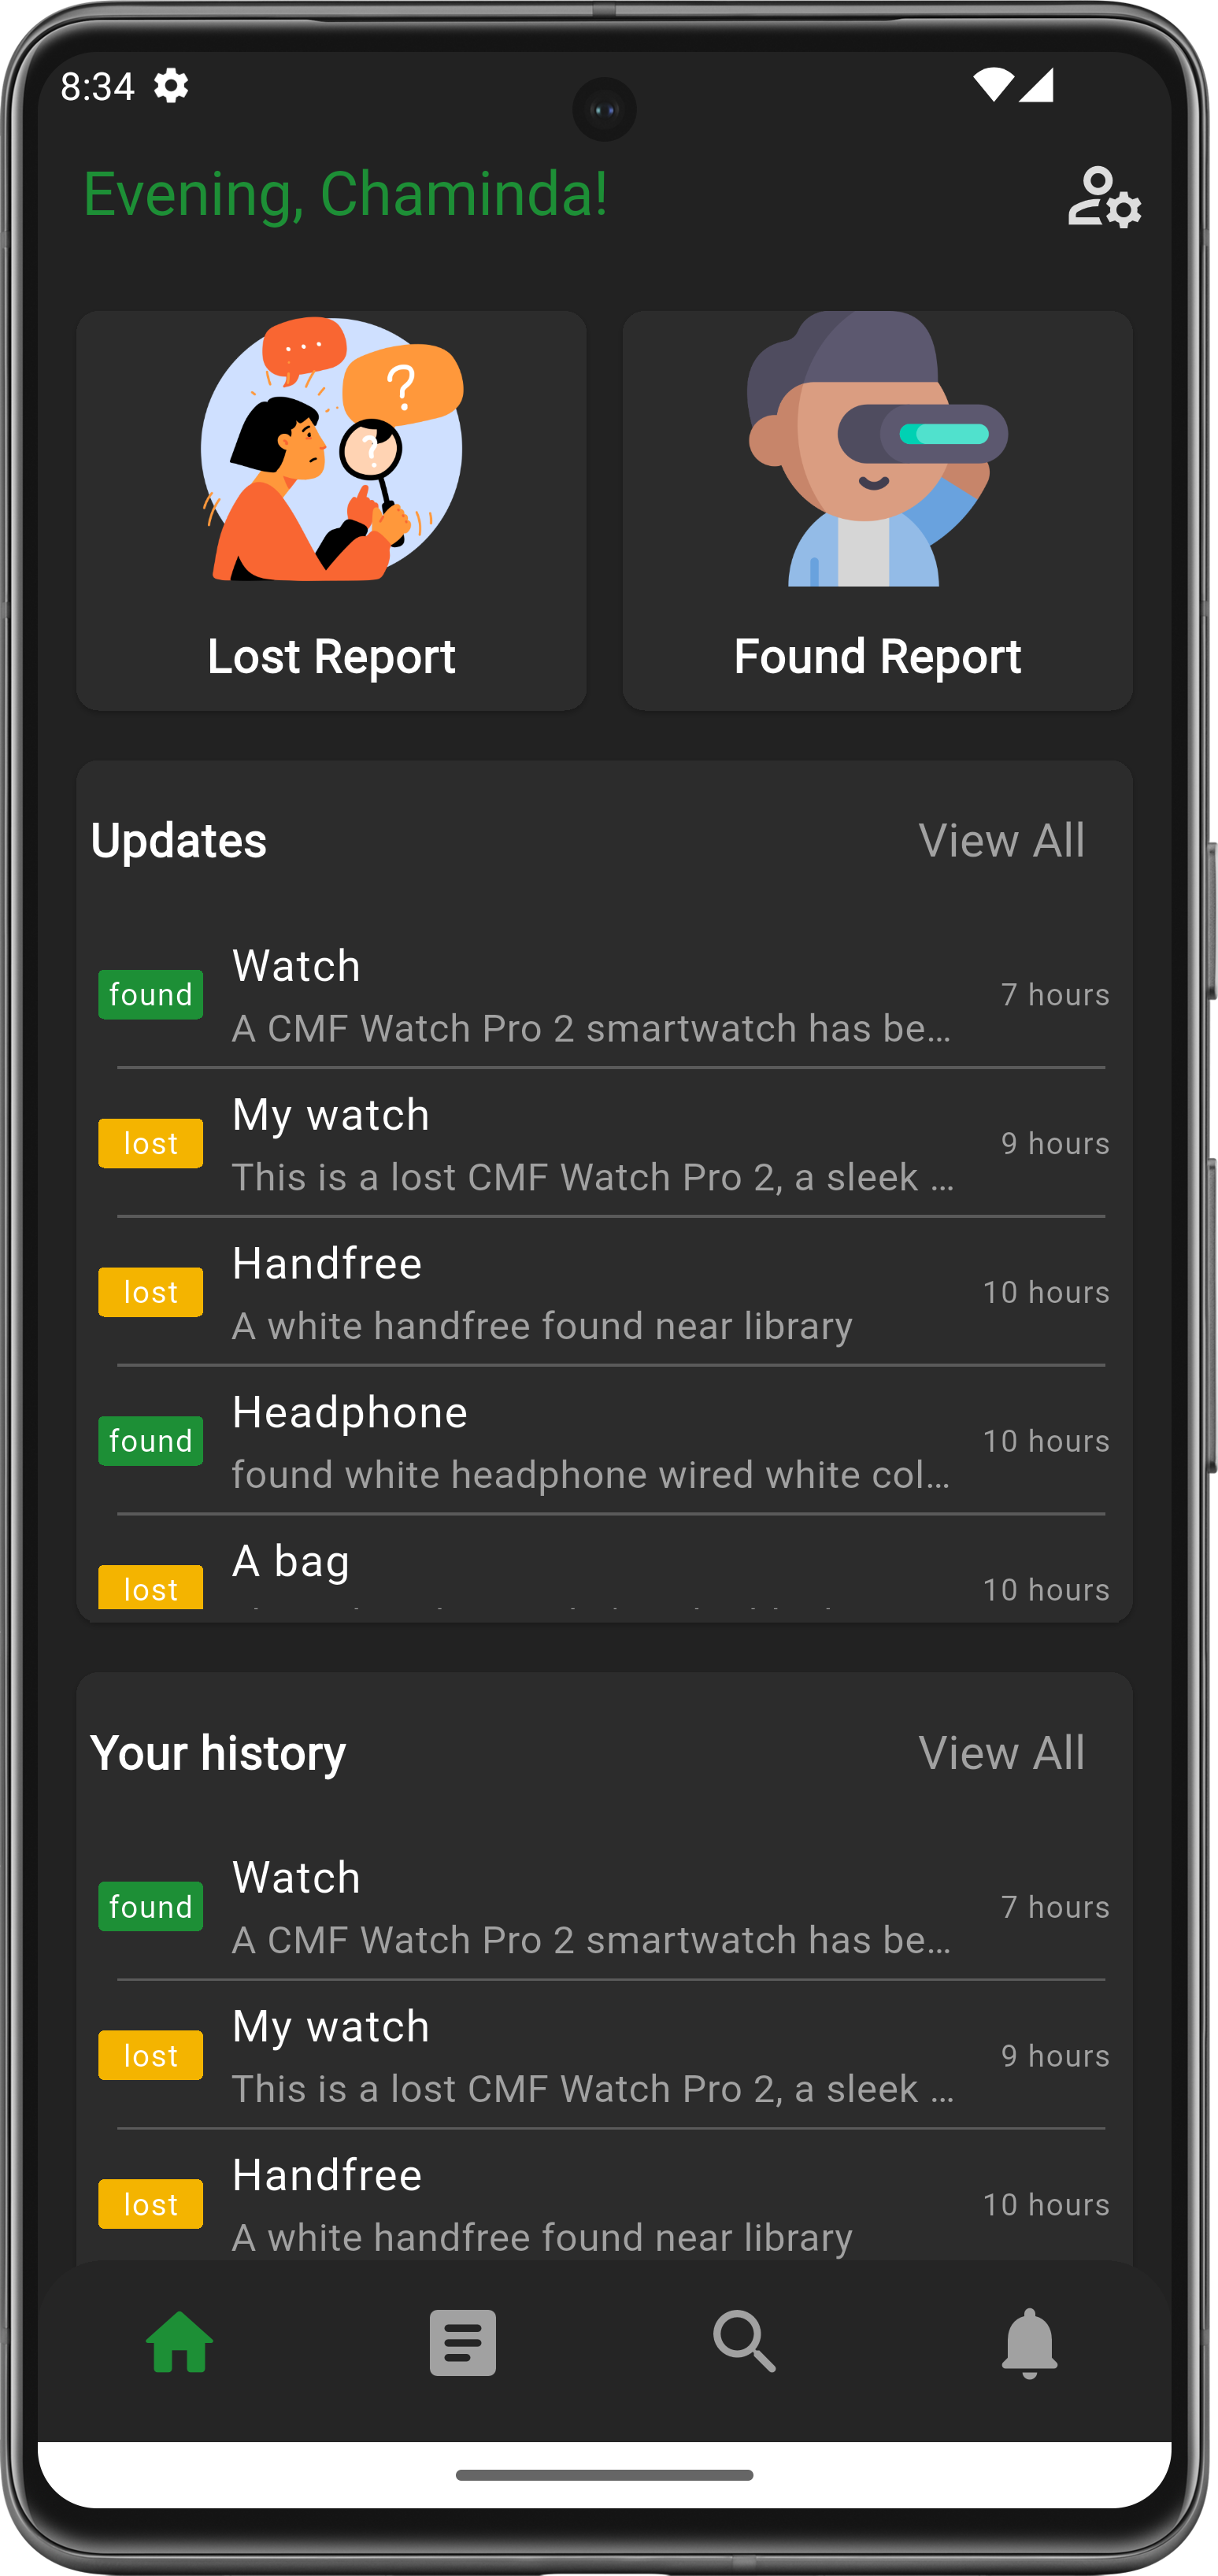 8:34
Evening, Chaminda!
Lost Report
Found Report
Updates
View All
found
Watch
A CMF Watch Pro 2 smartwatch has be…
7 hours
lost
My watch
This is a lost CMF Watch Pro 2, a sleek …
9 hours
lost
Handfree
A white handfree found near library
10 hours
found
Headphone
found white headphone wired white col…
10 hours
lost
A bag
10 hours
Your history
View All
found
Watch
A CMF Watch Pro 2 smartwatch has be…
7 hours
lost
My watch
This is a lost CMF Watch Pro 2, a sleek …
9 hours
lost
Handfree
A white handfree found near library
10 hours